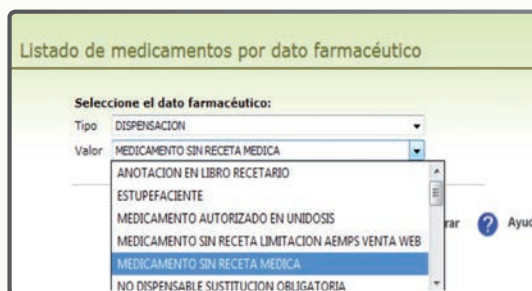 Listado de medicamentos por dato farmacéutico
Seleccione el dato farmacéutico:
Tipo DISPENSACION
Valor MEDICAMENTO SIN RECETA MEDICA
ANOTACION EN LIBRO RECETARIO
ESTUPEFACIENTE
MEDICAMENTO AUTORIZADO EN UNIDOSIS
MEDICAMENTO SIN RECETA LIMITACION AEMPS VENTA WEB
MEDICAMENTO SIN RECETA MEDICA
NO DISPENSABLE SUSTITUCION OBLIGATORIA
rar ? Ayud